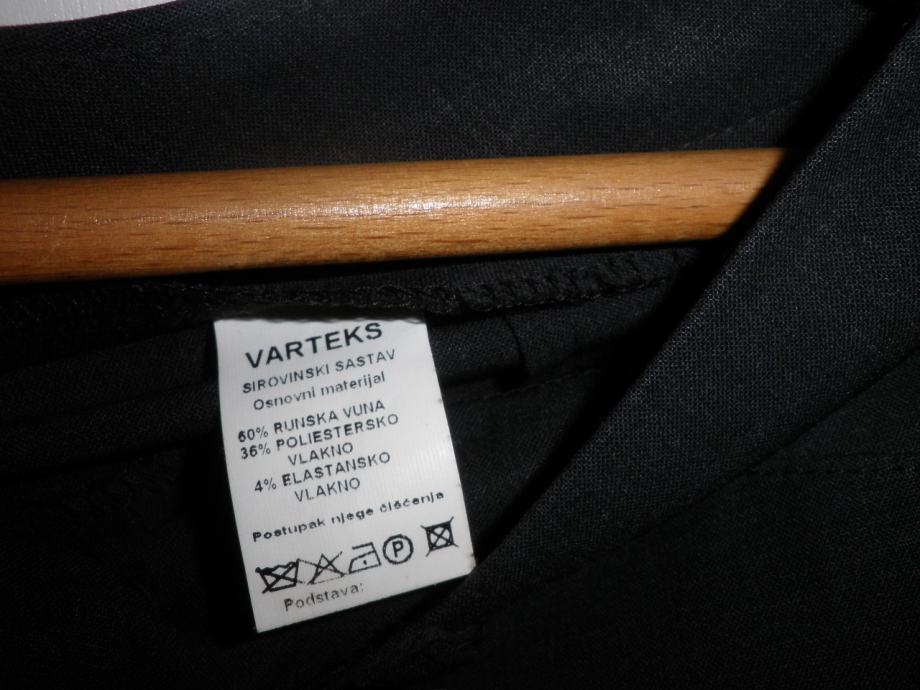 VARTEKS
SIROVINSKI SASTAV
Osnovni materijal
60% RUNSKA VUNA
36% POLIESTERSKO
VLAKNO
4% ELASTANSKO
VLAKNO
Postupak njege čišćenja
P
Podstava: